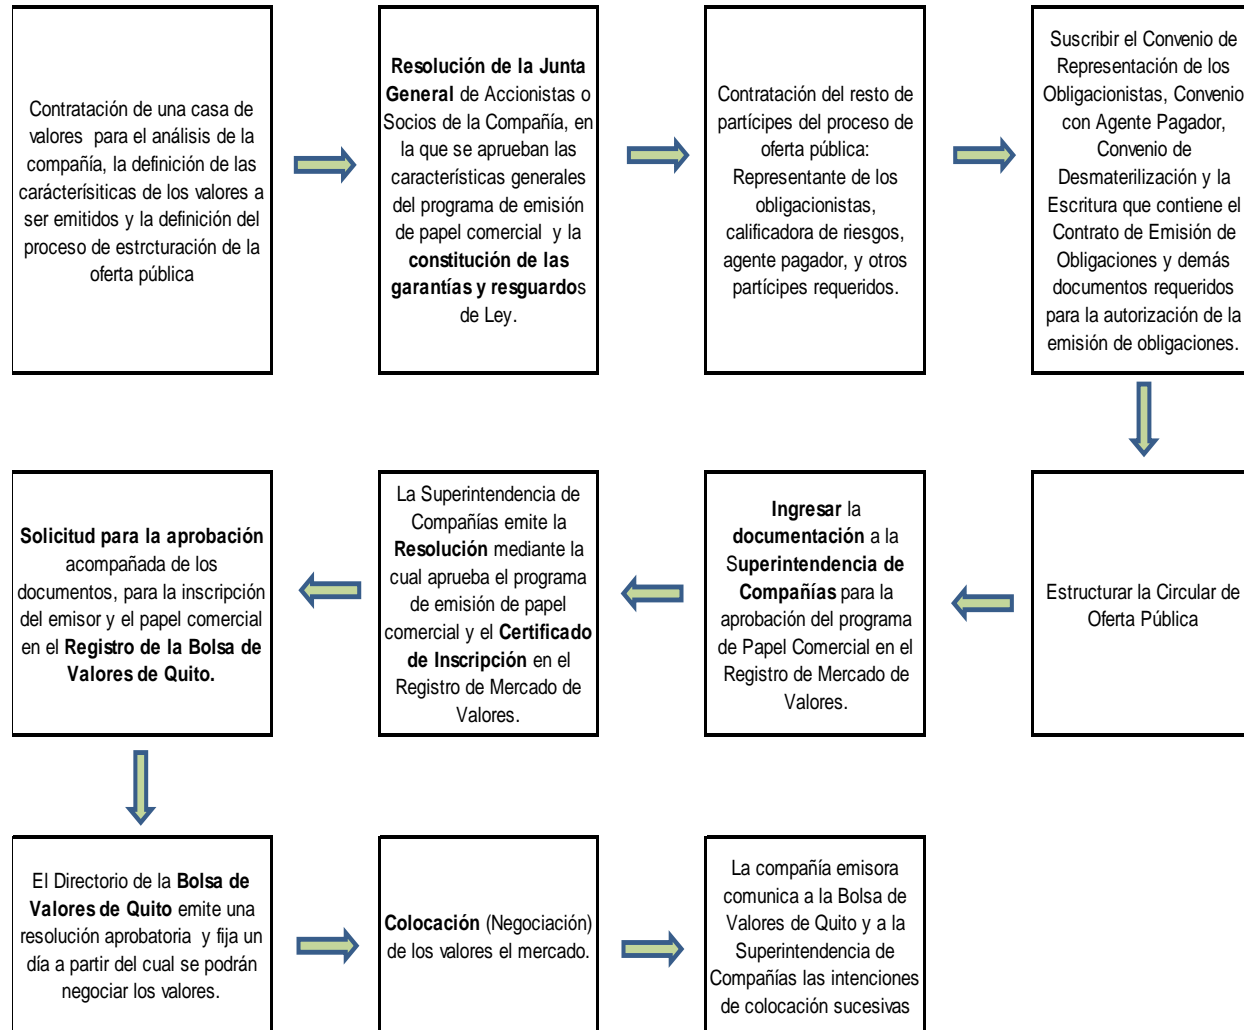 Contratación de una casa de
valores para el análisis de la
compañía, la definición de las
carácterísiticas de los valores a
ser emitidos y la definición del
proceso de estrcturación de la
oferta pública
Resolución de la Junta
General de Accionistas o
Socios de la Compañía, en
la que se aprueban las
características generales
del programa de emisión
de papel comercial y la
constitución de las
garantías y resguardos
de Ley.
Contratación del resto de
partícipes del proceso de
oferta pública:
Representante de los
obligacionistas,
calificadora de riesgos,
agente pagador, y otros
partícipes requeridos.
Suscribir el Convenio de
Representación de los
Obligacionistas, Convenio
con Agente Pagador,
Convenio de
Desmaterilización y la
Escritura que contiene el
Contrato de Emisión de
Obligaciones y demás
documentos requeridos
para la autorización de la
emisión de obligaciones.
Estructurar la Circular de
Oferta Pública
Ingresar la
documentación a la
Superintendencia de
Compañías para la
aprobación del programa
de Papel Comercial en el
Registro de Mercado de
Valores.
La Superintendencia de
Compañías emite la
Resolución mediante la
cual aprueba el programa
de emisión de papel
comercial y el Certificado
de Inscripción en el
Registro de Mercado de
Valores.
Solicitud para la aprobación
acompañada de los
documentos, para la inscripción
del emisor y el papel comercial
en el Registro de la Bolsa de
Valores de Quito.
El Directorio de la Bolsa de
Valores de Quito emite una
resolución aprobatoria y fija un
día a partir del cual se podrán
negociar los valores.
Colocación (Negociación)
de los valores el mercado.
La compañía emisora
comunica a la Bolsa de
Valores de Quito y a la
Superintendencia de
Compañías las intenciones
de colocación sucesivas